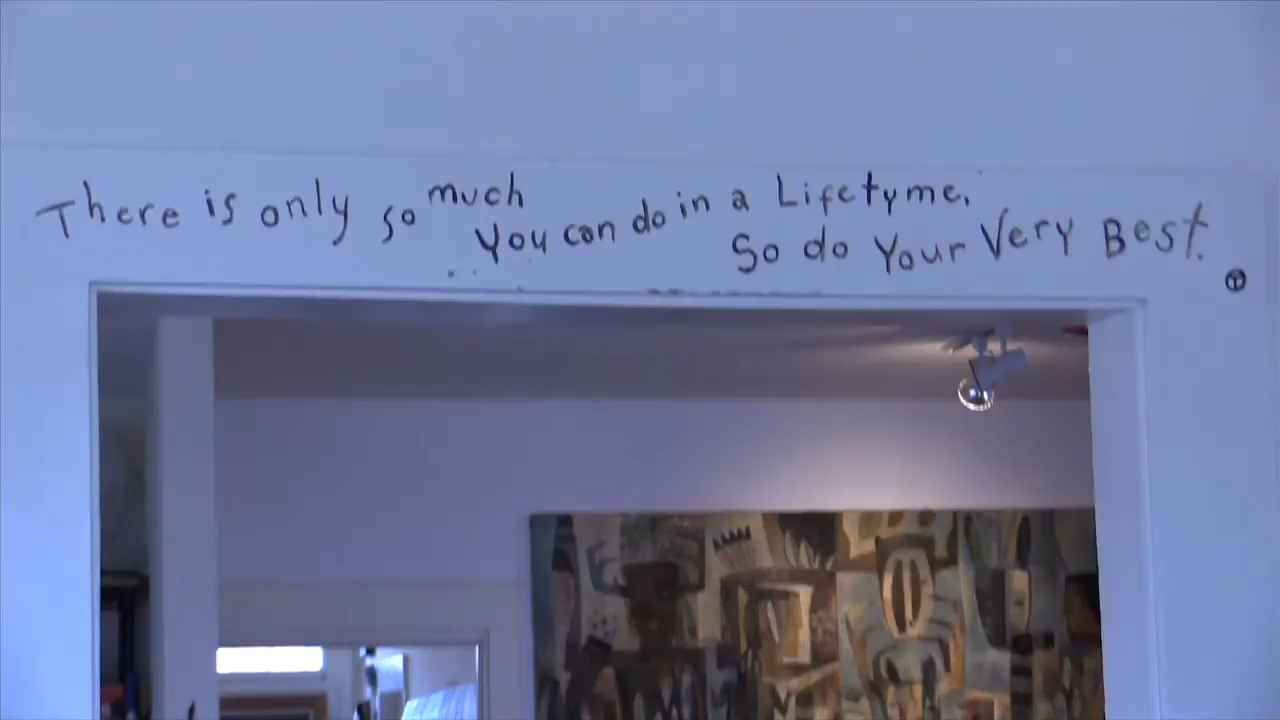 There is only so much
You can do in a Lifetyme,
So do Your Very Best.
T